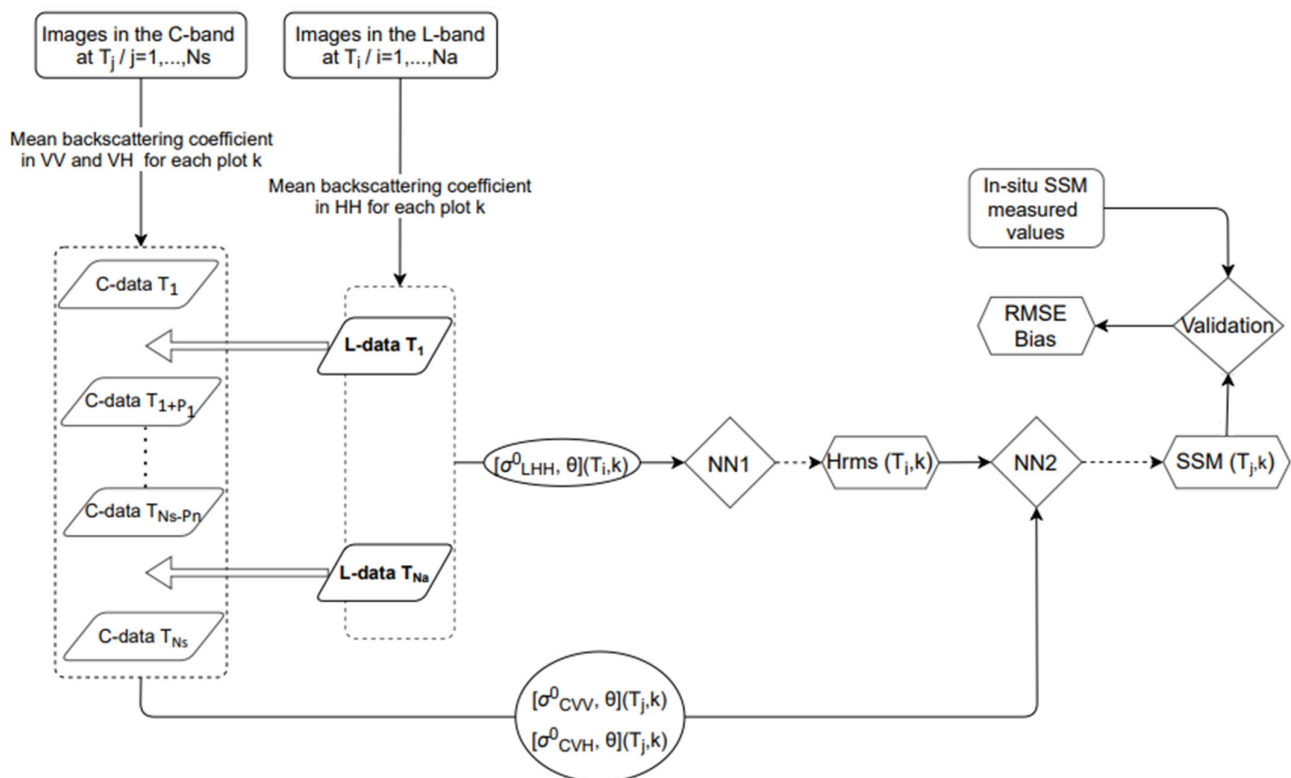 Images in the C-band
at Tj / j=1,...,Ns
Images in the L-band
at Ti / i=1,...,Na
Mean backscattering coefficient
in VV and VH for each plot k
Mean backscattering coefficient
in HH for each plot k
In-situ SSM
measured
values
C-data T1
L-data T1
RMSE
Bias
Validation
C-data T1+P1
[σ⁰LHH, θ](Ti,k)
NN1
Hrms (Ti,k)
NN2
SSM (Tj,k)
C-data TNs-Pn
L-data TNa
C-data TNs
[σ⁰CVV, θ](Tj,k)
[σ⁰CVH, θ](Tj,k)